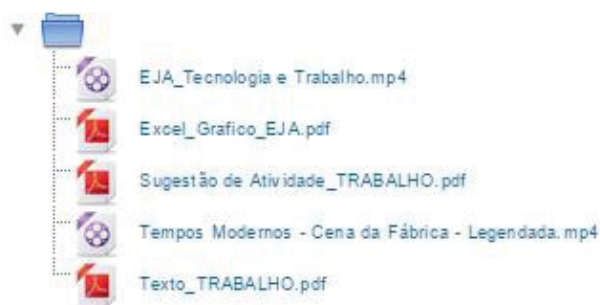 EJA_Tecnologia e Trabalho.mp4
Excel_Grafico_EJA.pdf
Sugestão de Atividade_TRABALHO.pdf
Tempos Modernos - Cena da Fábrica - Legendada.mp4
Texto_TRABALHO.pdf